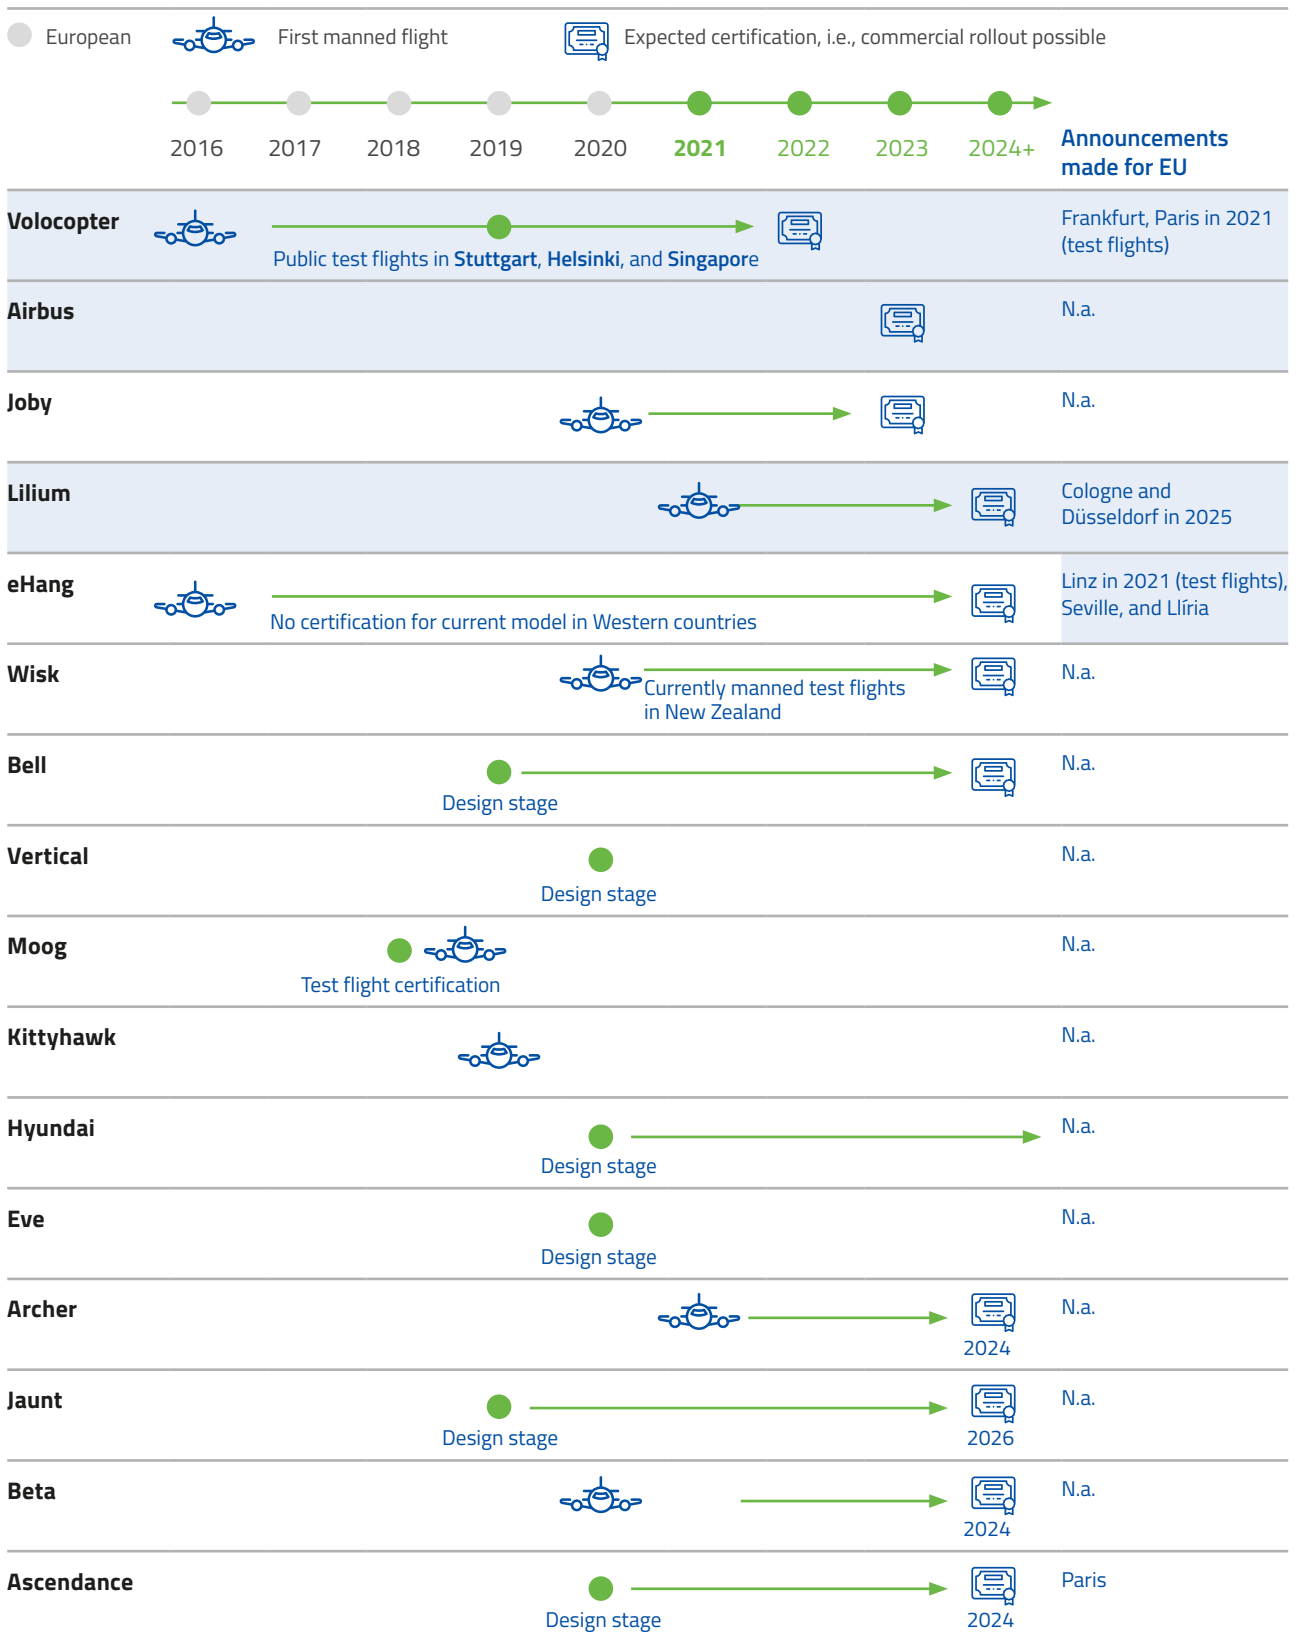 European
First manned flight
Expected certification, i.e., commercial rollout possible
2016
2017
2018
2019
2020
2021
2022
2023
2024+
Announcements
made for EU
Volocopter
Public test flights in Stuttgart, Helsinki, and Singapore
Frankfurt, Paris in 2021
(test flights)
Airbus
N.a.
Joby
N.a.
Lilium
Cologne and
Düsseldorf in 2025
eHang
No certification for current model in Western countries
Linz in 2021 (test flights),
Seville, and Llíria
Wisk
Currently manned test flights
in New Zealand
N.a.
Bell
Design stage
N.a.
Vertical
Design stage
N.a.
Moog
Test flight certification
N.a.
Kittyhawk
N.a.
Hyundai
Design stage
N.a.
Eve
Design stage
N.a.
Archer
2024
N.a.
Jaunt
Design stage
2026
N.a.
Beta
2024
N.a.
Ascendance
Design stage
2024
Paris